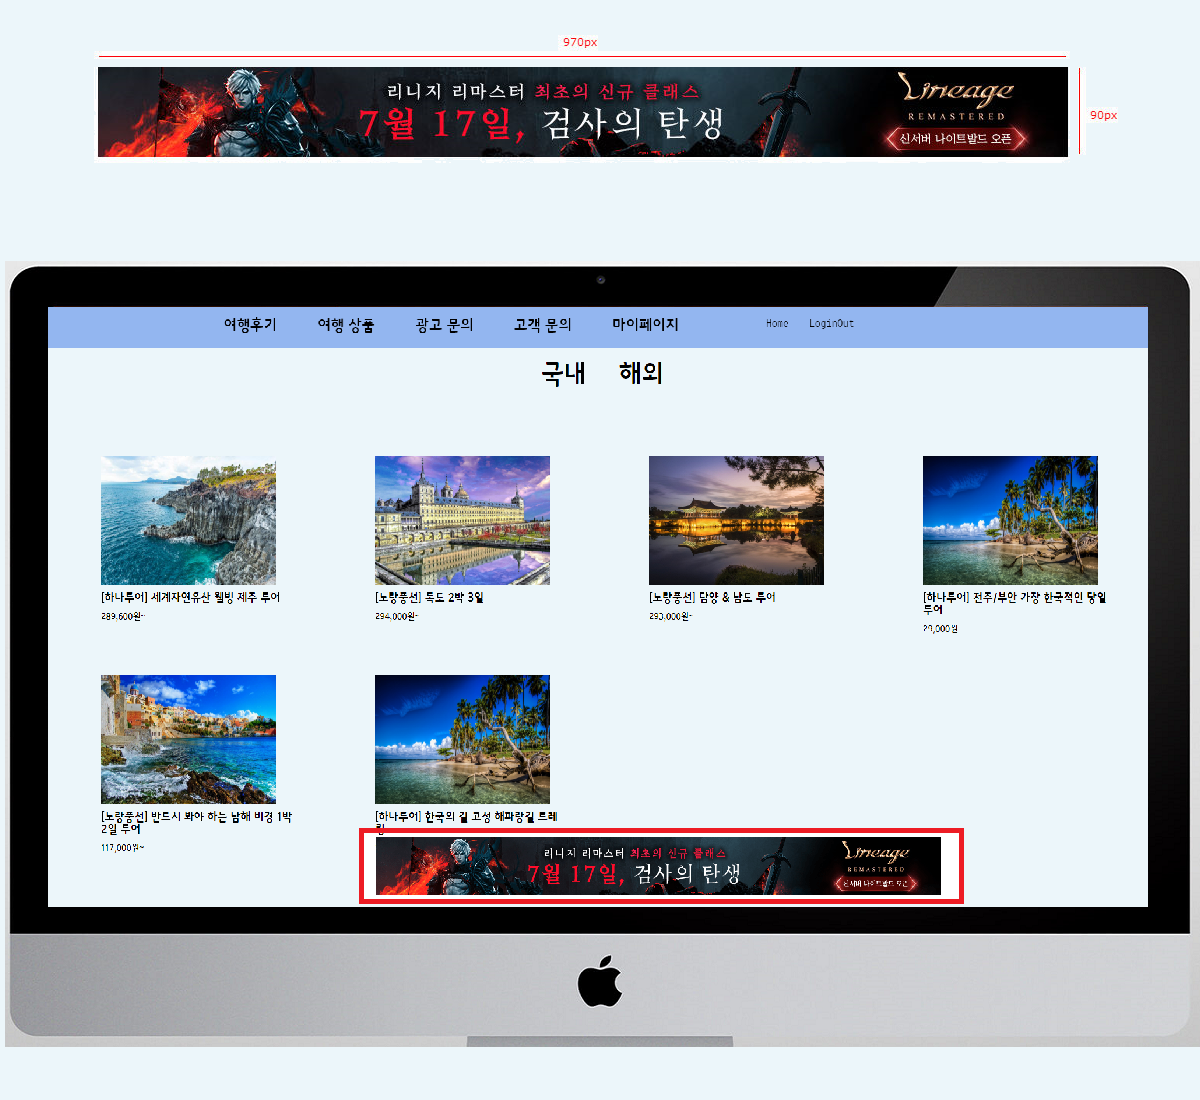 970px
리니지 리마스터 최초의 신규 클래스
7월 17일, 검사의 탄생
Lineage
REMASTERED
신서버 나이트발드 오픈
90px
여행후기 여행 상품 광고 문의 고객 문의 마이페이지 Home LoginOut
국내 해외
[하나투어] 세계자연유산 웰빙 제주 투어
289,600원~
[노랑풍선] 독도 2박 3일
294,000원~
[노랑풍선] 담양 & 남도 투어
293,000원~
[하나투어] 전주/부안 가장 한국적인 당일
투어
29,000원
[노랑풍선] 반드시 봐야 하는 남해 비경 1박
2일 투어
117,000원~
[하나투어] 한국의 길 고성 해파랑길 트레
킹
리니지 리마스터 최초의 신규 클래스
7월 17일, 검사의 탄생
Lineage
REMASTERED
신서버 나이트발드 오픈